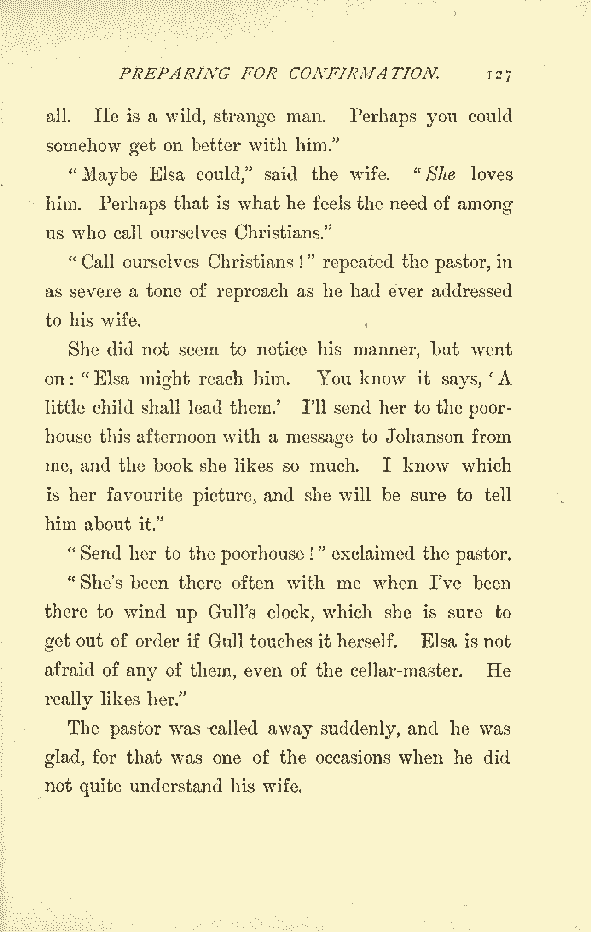 PREPARING FOR CONFIRMATION. 127
all. He is a wild, strange man. Perhaps you could
somehow get on better with him."
"Maybe Elsa could," said the wife. "She loves
him. Perhaps that is what he feels the need of among
us who call ourselves Christians."
"Call ourselves Christians!" repeated the pastor, in
as severe a tone of reproach as he had ever addressed
to his wife.
She did not seem to notice his manner, but went
on: "Elsa might reach him. You know it says, 'A
little child shall lead them.' I'll send her to the poor-
house this afternoon with a message to Johanson from
me, and the book she likes so much. I know which
is her favourite picture, and she will be sure to tell
him about it."
"Send her to the poorhouse!" exclaimed the pastor.
"She's been there often with me when I've been
there to wind up Gull's clock, which she is sure to
get out of order if Gull touches it herself. Elsa is not
afraid of any of them, even of the cellar-master. He
really likes her."
The pastor was called away suddenly, and he was
glad, for that was one of the occasions when he did
not quite understand his wife.